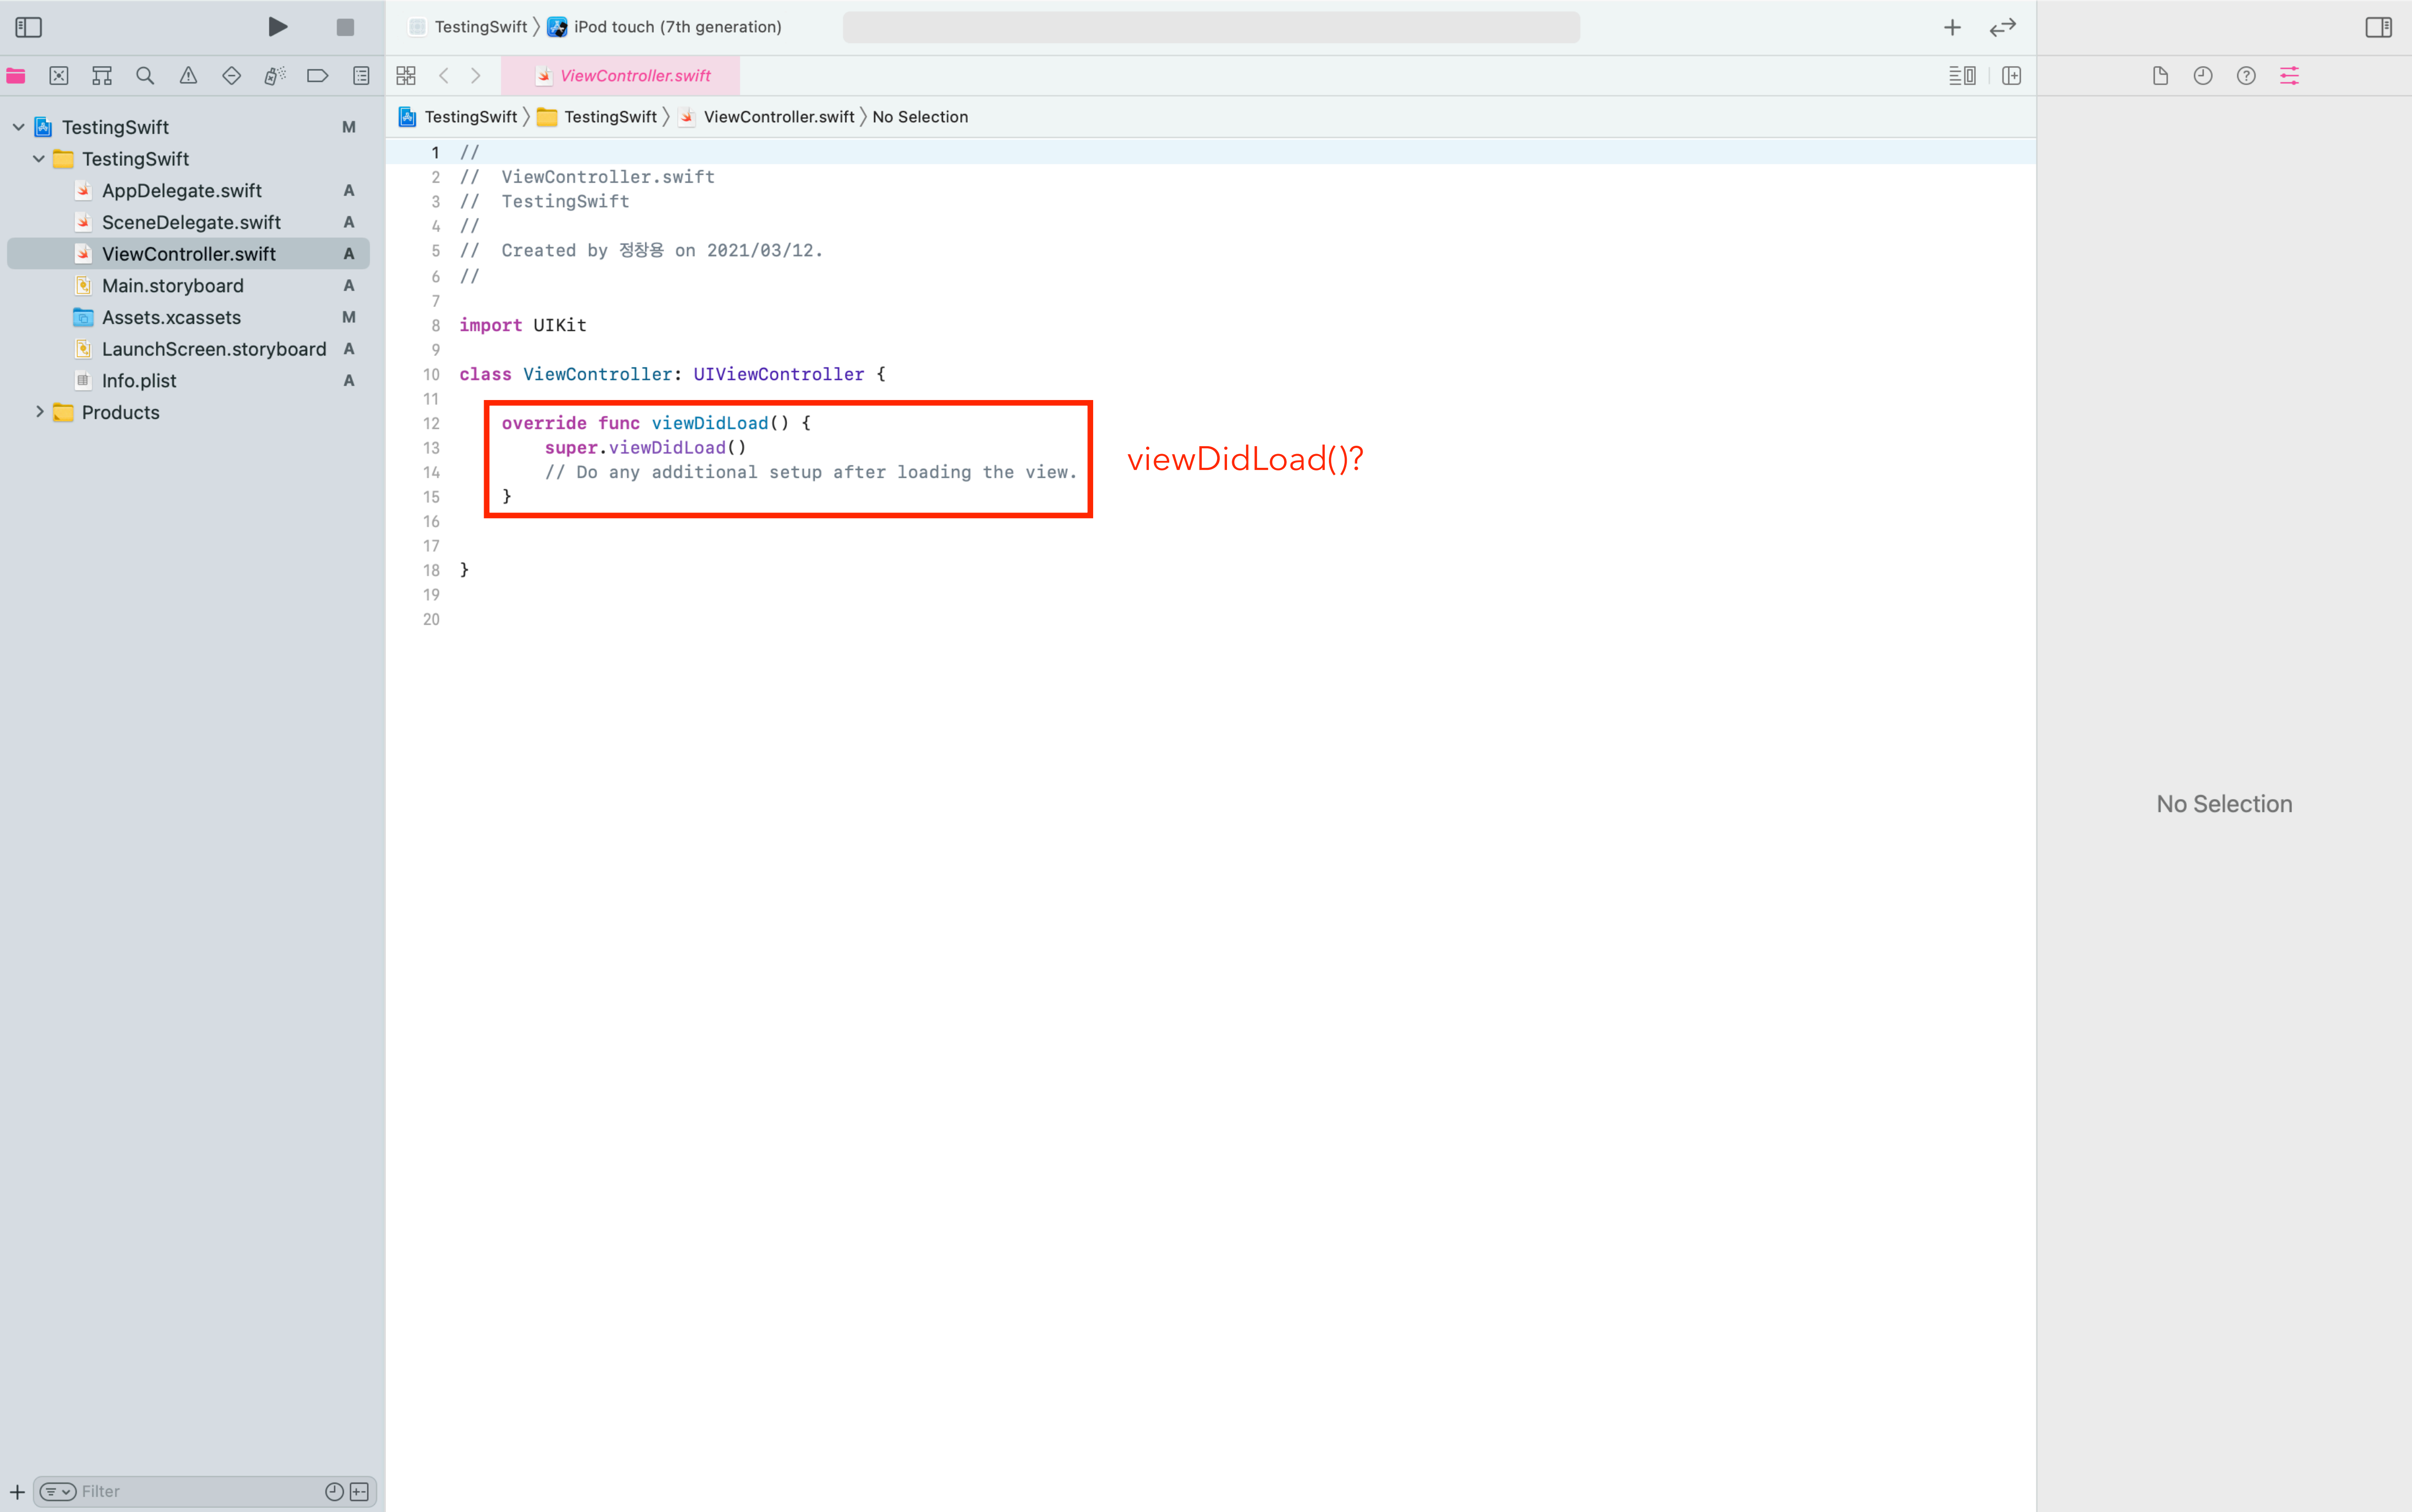 TestingSwift 〉 iPod touch (7th generation)
ViewController.swift
TestingSwift 〉 TestingSwift 〉 ViewController.swift 〉 No Selection
TestingSwift M
TestingSwift
AppDelegate.swift A
SceneDelegate.swift A
ViewController.swift A
Main.storyboard A
Assets.xcassets M
LaunchScreen.storyboard A
Info.plist A
Products
Filter
1 //
2 //  ViewController.swift
3 //  TestingSwift
4 //
5 //  Created by 정창용 on 2021/03/12.
6 //
7
8 import UIKit
9
10 class ViewController: UIViewController {
11
12     override func viewDidLoad() {
13         super.viewDidLoad()
14         // Do any additional setup after loading the view.
15     }
16
17
18 }
19
20
viewDidLoad()?
No Selection